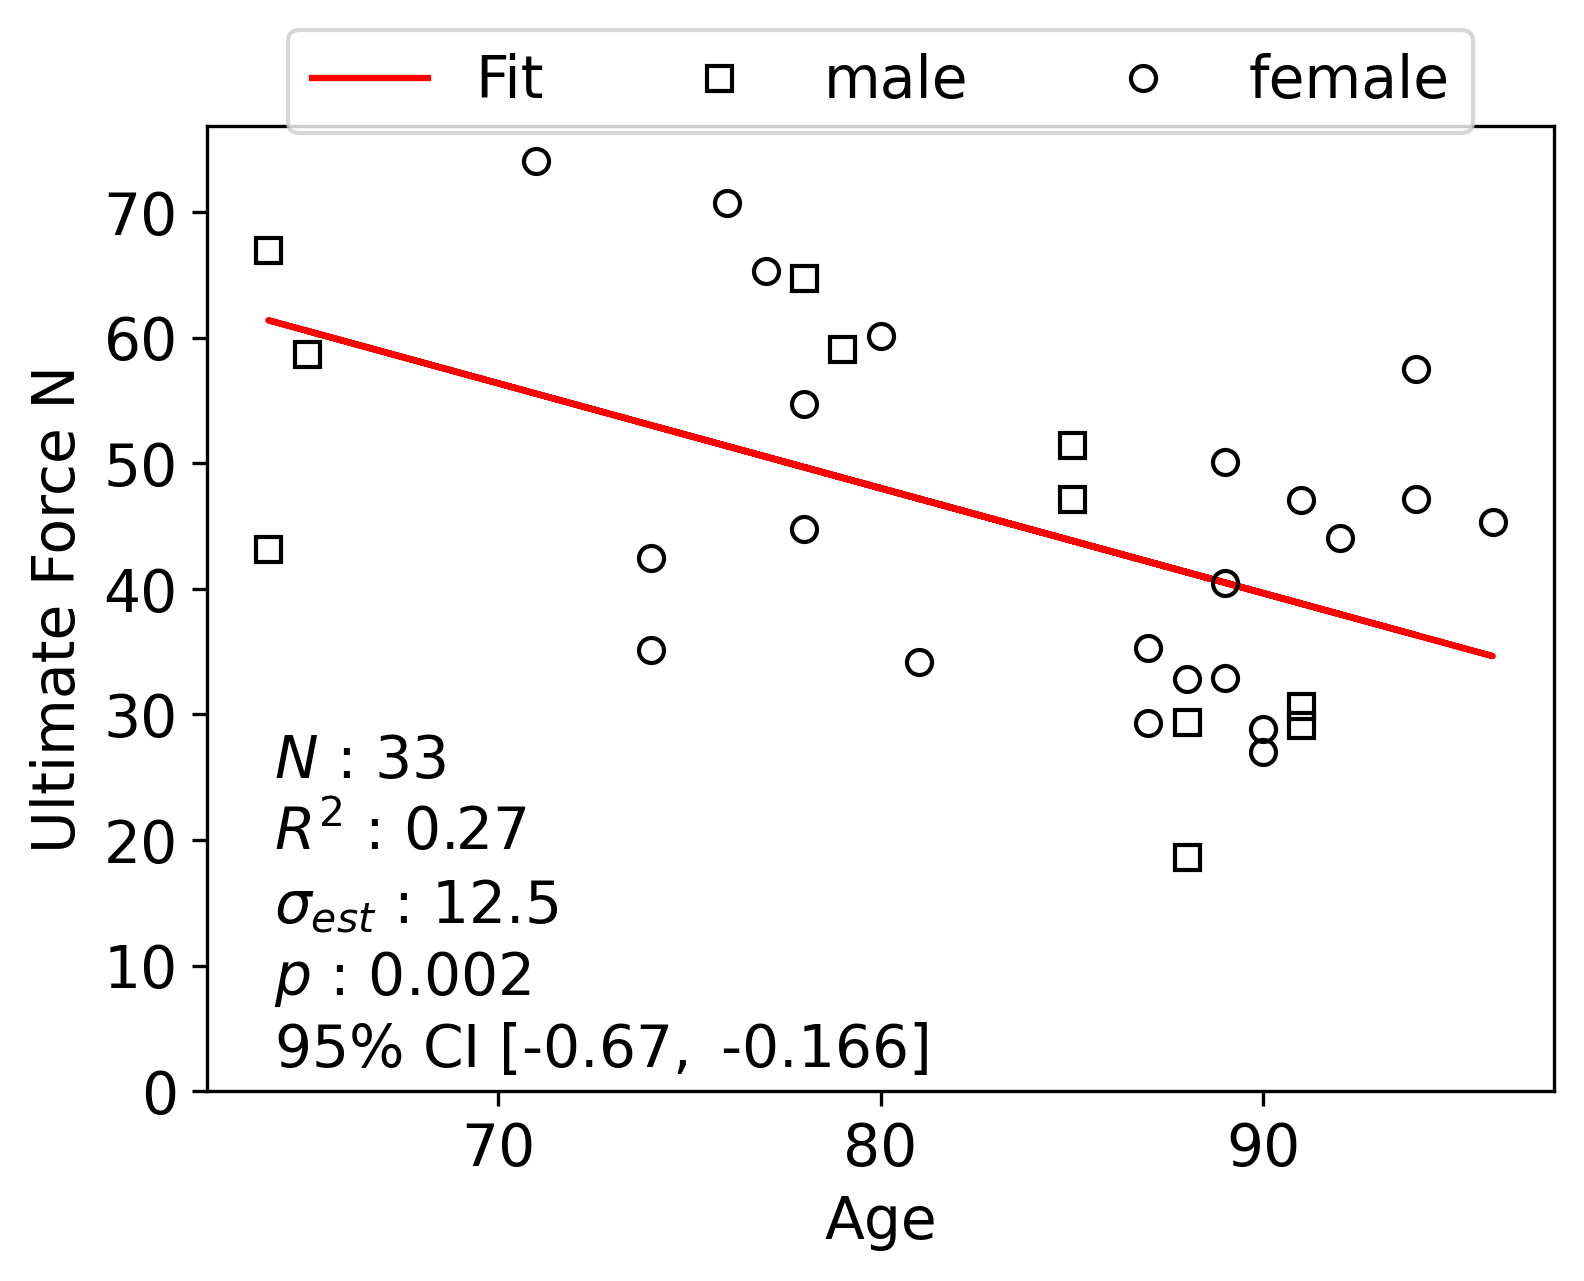 Fit male female
70
60
50
40
30
20
10
0
Ultimate Force N
N : 33
R² : 0.27
σest : 12.5
p : 0.002
95% CI [-0.67, -0.166]
70 80 90
Age